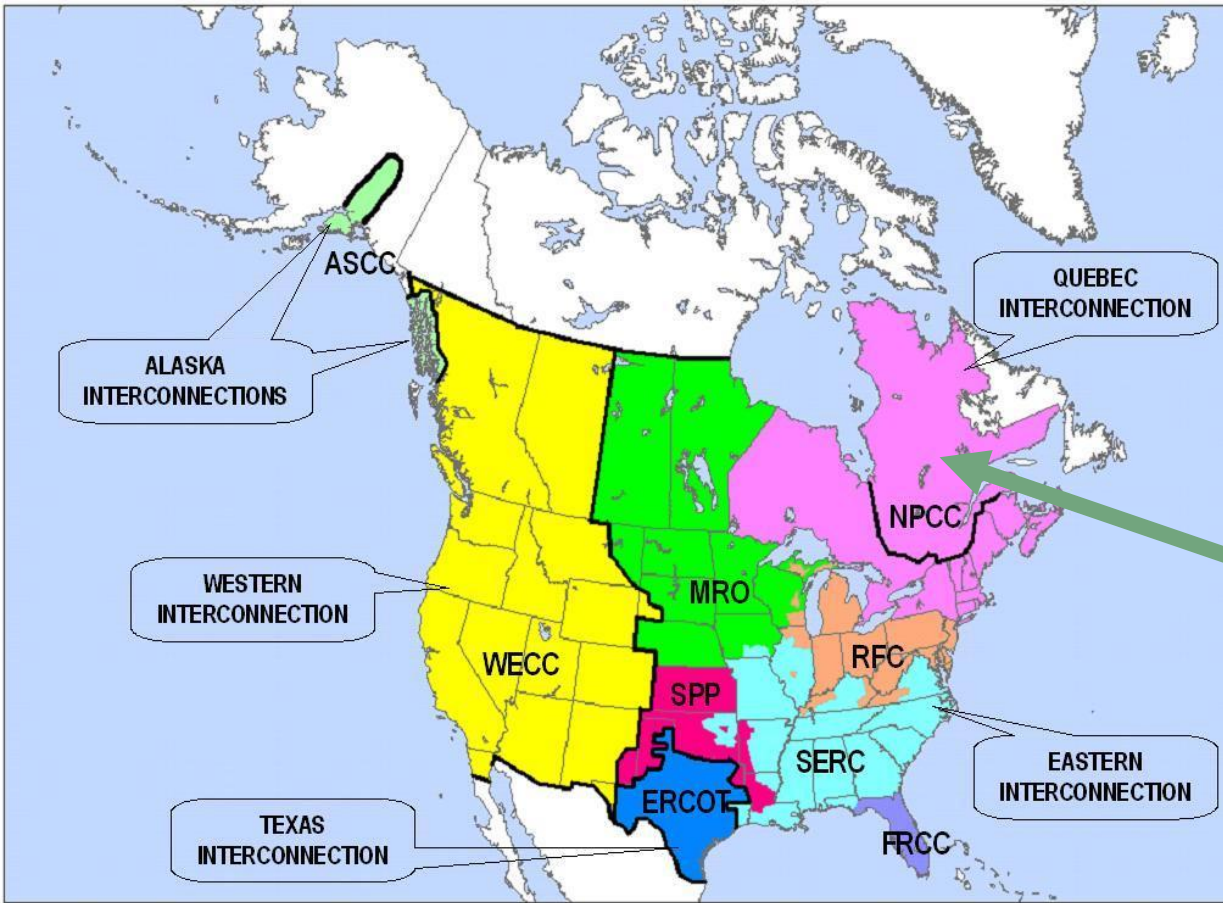 QUEBEC
INTERCONNECTION
ASCC
ALASKA
INTERCONNECTIONS
NPCC
WESTERN
INTERCONNECTION
MRO
WECC
RFC
SPP
SERC
EASTERN
INTERCONNECTION
ERCOT
TEXAS
INTERCONNECTION
FRCC